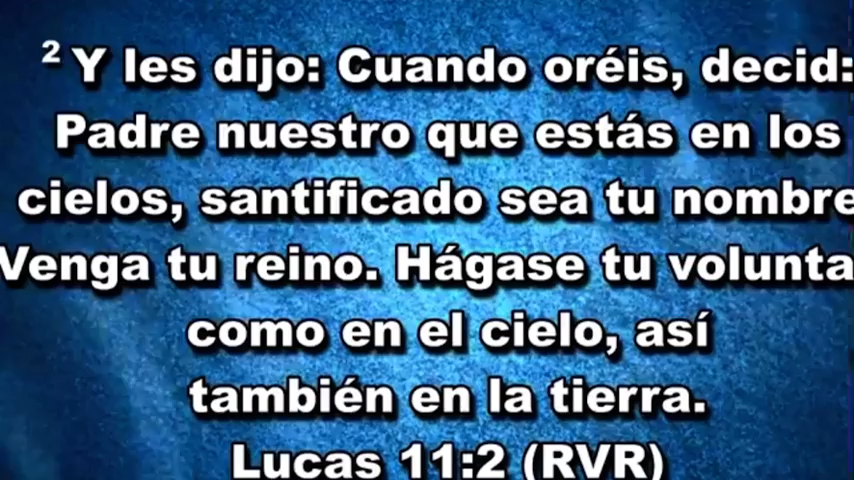 2 Y les dijo: Cuando oréis, decid:
Padre nuestro que estás en los
cielos, santificado sea tu nombre
Venga tu reino. Hágase tu volunta
como en el cielo, así
también en la tierra.
Lucas 11:2 (RVR)